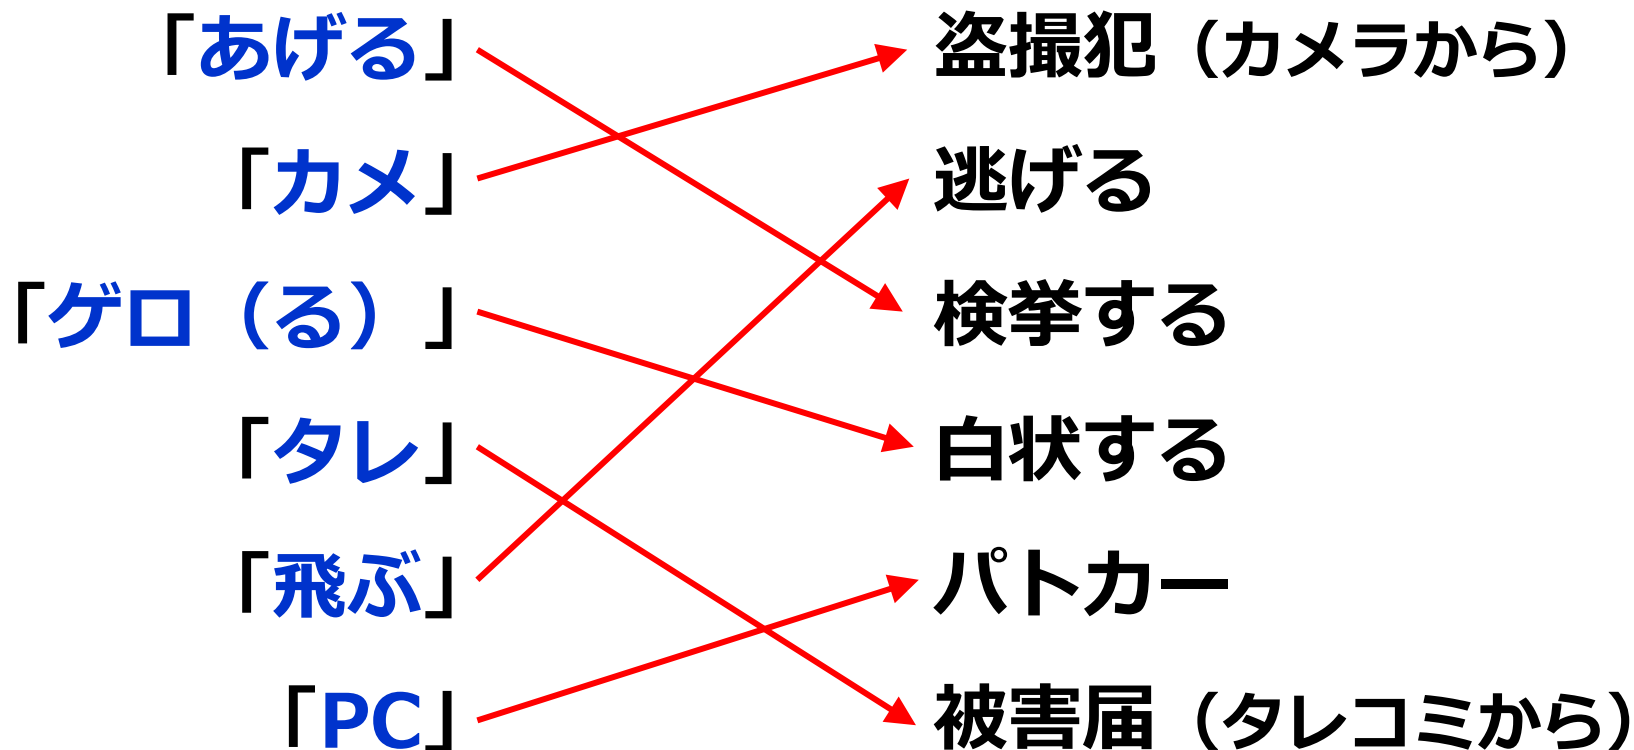 「あげる」 盗撮犯（カメラから）
「カメ」 逃げる
「ゲロ（る）」 検挙する
「タレ」 白状する
「飛ぶ」 パトカー
「PC」 被害届（タレコミから）